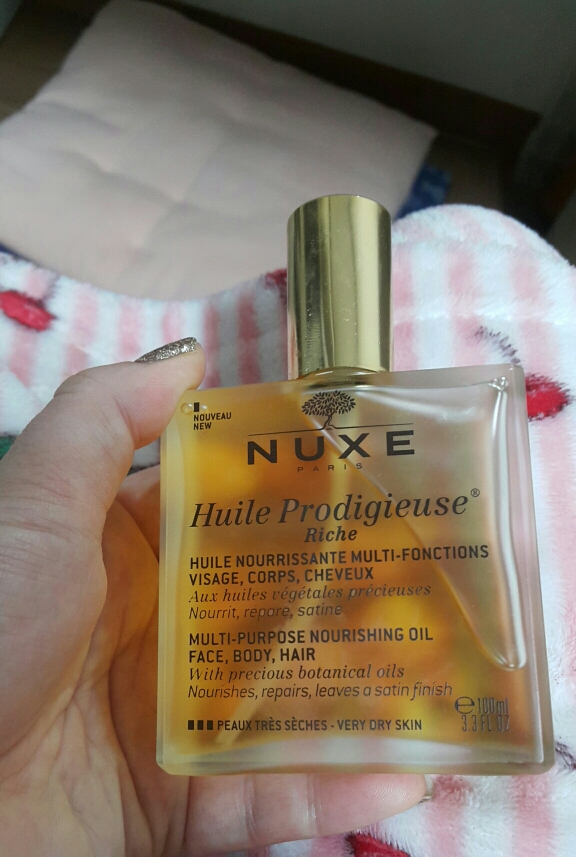 NOUVEAU
NEW
NUXE
PARIS
Huile Prodigieuse®
Riche
HUILE NOURRISSANTE MULTI-FONCTIONS
VISAGE, CORPS, CHEVEUX
Aux huiles végétales précieuses
Nourrit, repare, satine
MULTI-PURPOSE NOURISHING OIL
FACE, BODY, HAIR
With precious botanical oils
Nourishes, repairs, leaves a satin finish
℮ 100ml
3.3 FL.OZ
PEAUX TRÈS SÈCHES - VERY DRY SKIN